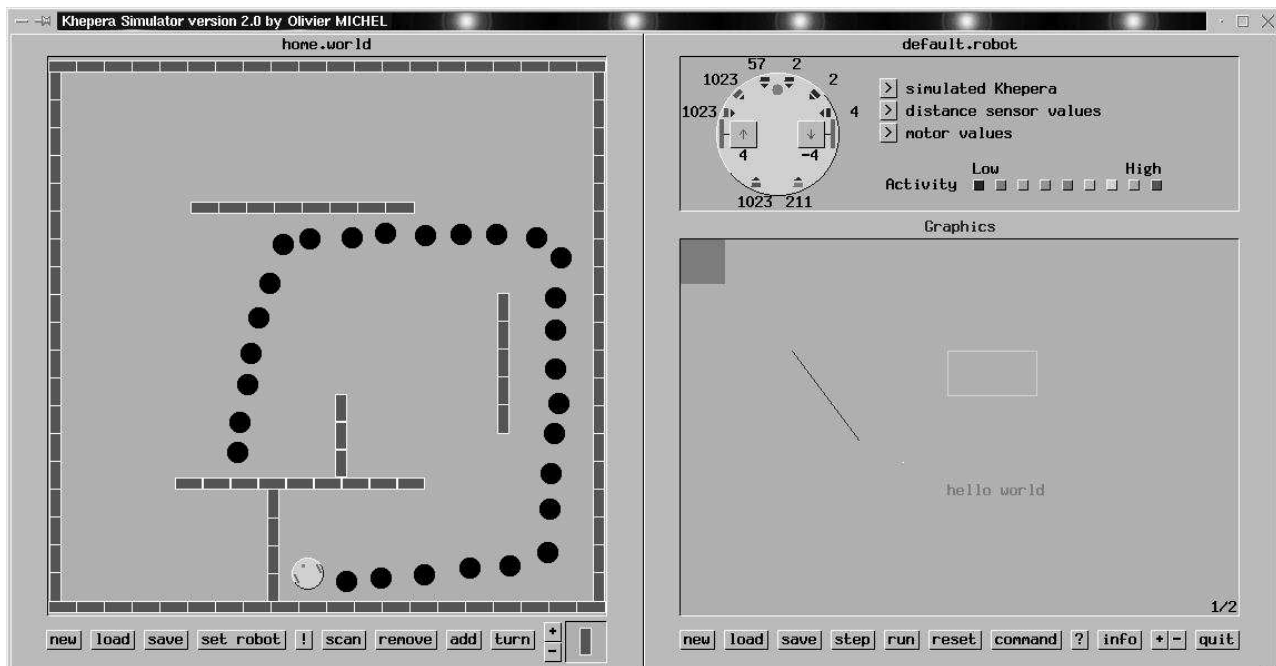 Khepera Simulator version 2.0 by Olivier MICHEL
home.world
new load save set robot ! scan remove add turn + -
default.robot
57 2
1023 2
1023 4
4 -4
1023 211
> simulated Khepera
> distance sensor values
> motor values
Low High
Activity
Graphics
hello world
1/2
new load save step run reset command ? info + - quit